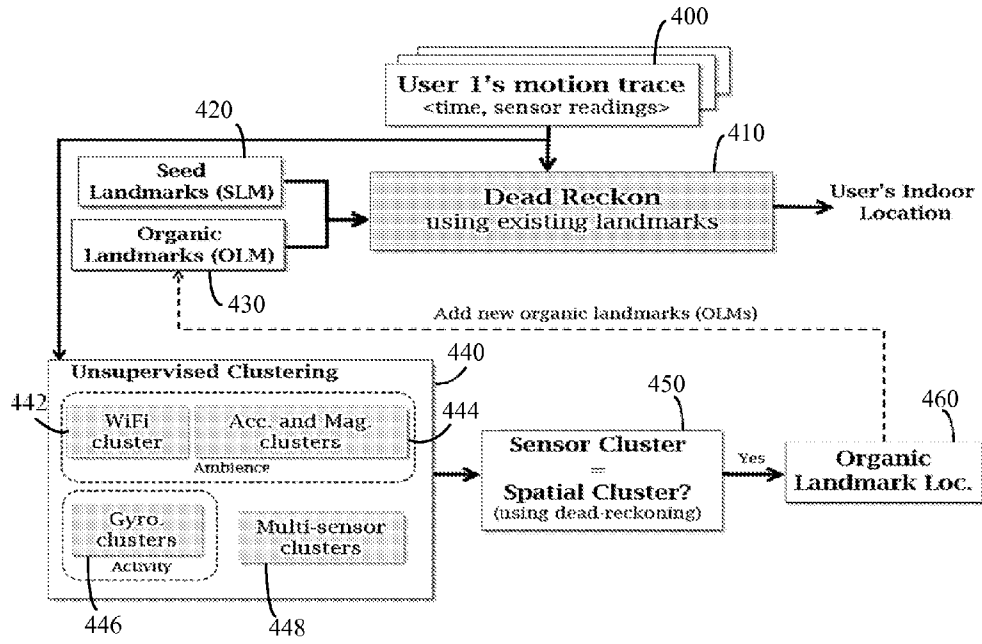 400
User 1's motion trace
<time, sensor readings>
420
410
Seed
Landmarks (SLM)
Dead Reckon
using existing landmarks
User's Indoor
Location
Organic
Landmarks (OLM)
430
Add new organic landmarks (OLMs)
Unsupervised Clustering
440
442
WiFi
cluster
Acc. and Mag.
clusters
444
Ambience
450
460
Sensor Cluster
=
Spatial Cluster?
(using dead-reckoning)
Yes
Organic
Landmark Loc.
Gyro.
clusters
Activity
Multi-sensor
clusters
446
448